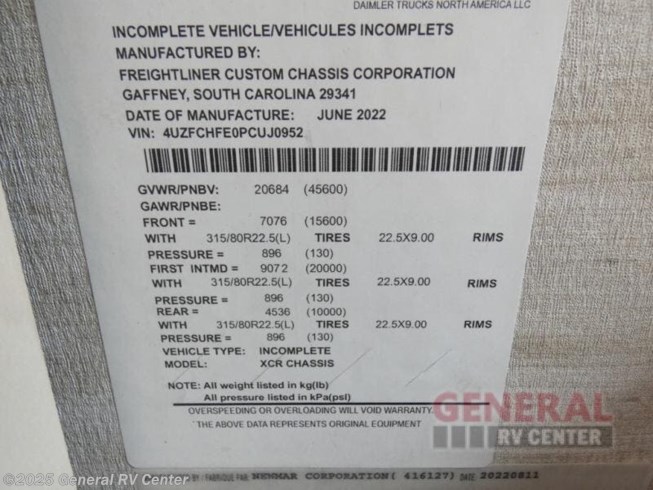 DAIMLER TRUCKS NORTH AMERICA LLC
INCOMPLETE VEHICLE/VEHICULES INCOMPLETS
MANUFACTURED BY:
FREIGHTLINER CUSTOM CHASSIS CORPORATION
GAFFNEY, SOUTH CAROLINA 29341
DATE OF MANUFACTURE: JUNE 2022
VIN: 4UZFCHFE0PCUJ0952
GVWR/PNBV: 20684 (45600)
GAWR/PNBE:
FRONT = 7076 (15600)
WITH 315/80R22.5(L) TIRES 22.5X9.00 RIMS
PRESSURE = 896 (130)
FIRST INTMD = 9072 (20000)
WITH 315/80R22.5(L) TIRES 22.5X9.00 RIMS
PRESSURE = 896 (130)
REAR = 4536 (10000)
WITH 315/80R22.5(L) TIRES 22.5X9.00 RIMS
PRESSURE = 896 (130)
VEHICLE TYPE: INCOMPLETE
MODEL: XCR CHASSIS
NOTE: All weight listed in kg(lb)
All pressure listed in kPa(psi)
OVERSPEEDING OR OVERLOADING WILL VOID WARRANTY.
THE ABOVE DATA REPRESENTS ORIGINAL EQUIPMENT
GENERAL
RV CENTER
BY: / FABRIQUE PAR: NEWMAR CORPORATION( 416127) DATE 20220811
©2025 General RV Center